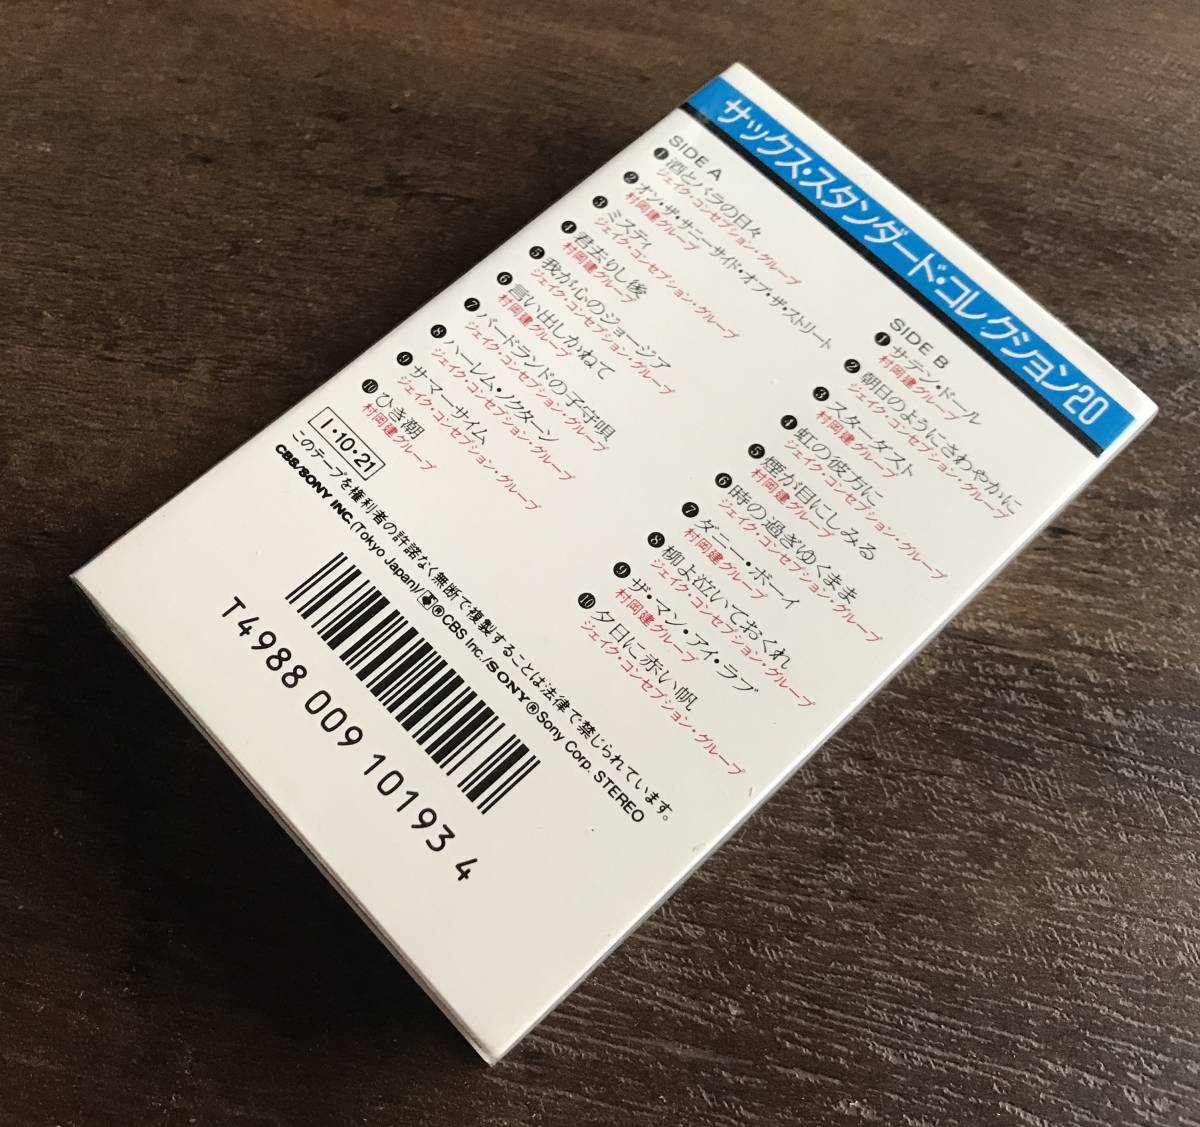 サックス・スタンダード・コレクション20
SIDE A
❶酒とバラの日々
ジェイク・コンセプション・グループ
❷オン・ザ・サニーサイド・オブ・ザ・ストリート
村岡建グループ
❸ミスティ
ジェイク・コンセプション・グループ
❹君去りし後
村岡建グループ
❺我が心のジョージア
ジェイク・コンセプション・グループ
❻言い出しかねて
村岡建グループ
❼バードランドの子守唄
ジェイク・コンセプション・グループ
❽ハーレム・ノクターン
ジェイク・コンセプション・グループ
❾サマータイム
ジェイク・コンセプション・グループ
❿ひき潮
村岡建グループ
SIDE B
❶サテン・ドール
村岡建グループ
❷朝日のようにさわやかに
ジェイク・コンセプション・グループ
❸スターダスト
村岡建グループ
❹虹の彼方に
ジェイク・コンセプション・グループ
❺煙が目にしみる
村岡建グループ
❻時の過ぎゆくまま
ジェイク・コンセプション・グループ
❼ダニー・ボーイ
村岡建グループ
❽柳よ泣いておくれ
ジェイク・コンセプション・グループ
❾ザ・マン・アイ・ラブ
村岡建グループ
❿夕日に赤い帆
ジェイク・コンセプション・グループ
I・10・21
このテープを権利者の許諾なく無断で複製することは法律で禁じられています。
CBS/SONY INC.(Tokyo Japan)/®CBS Inc./SONY®Sony Corp. STEREO
T4988 009 10193 4